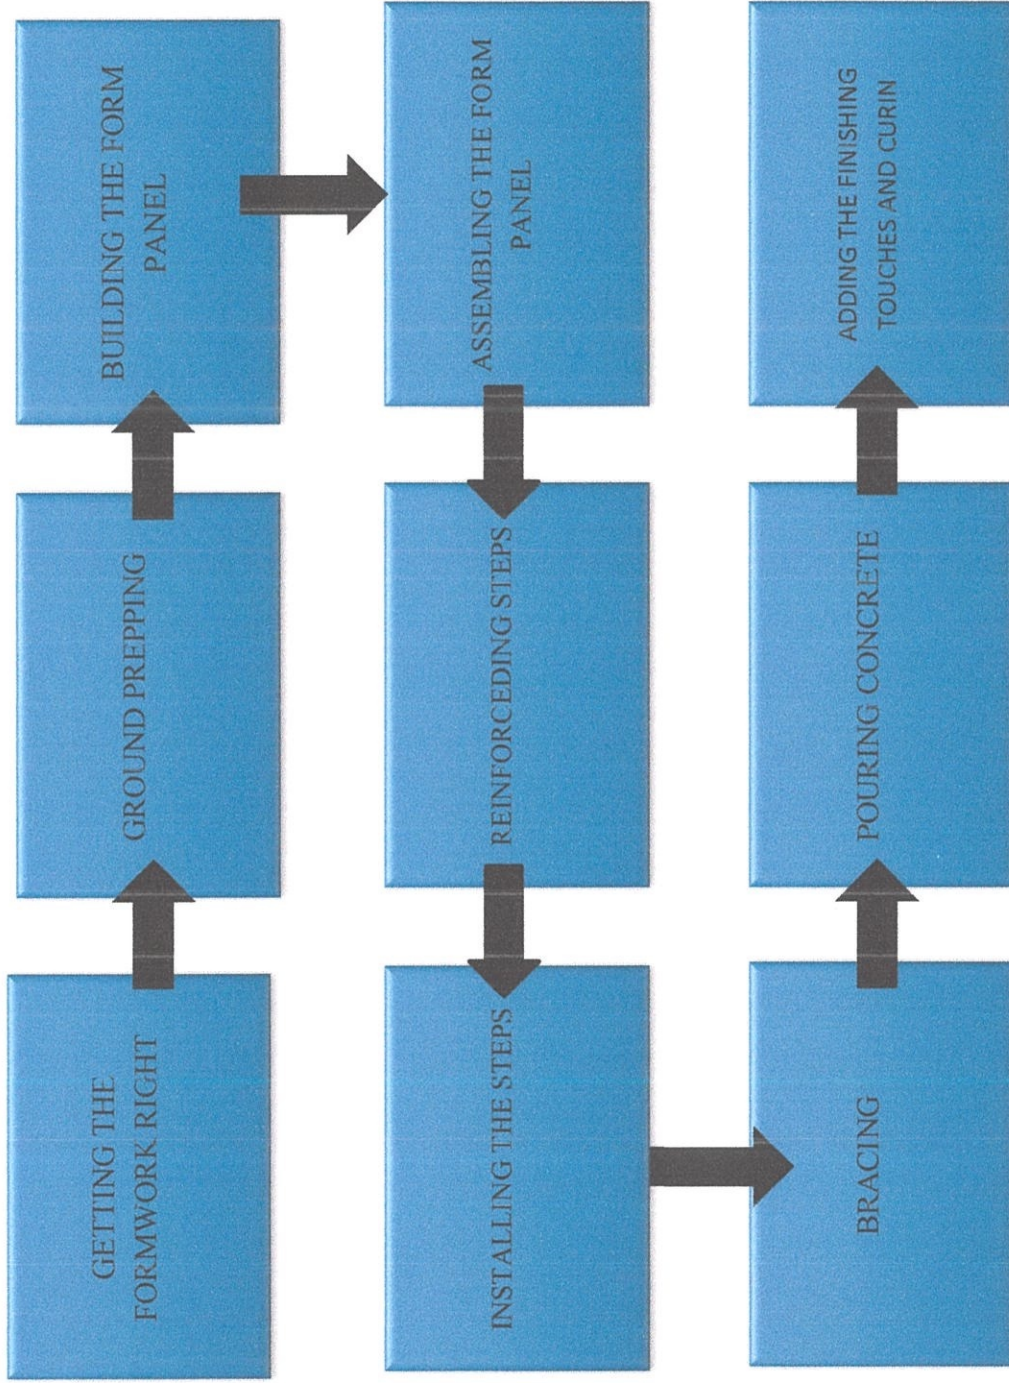 GETTING THE
FORMWORK RIGHT
GROUND PREPPING
BUILDING THE FORM
PANEL
ASSEMBLING THE FORM
PANEL
REINFORCEDING STEPS
INSTALLING THE STEPS
BRACING
POURING CONCRETE
ADDING THE FINISHING
TOUCHES AND CURIN